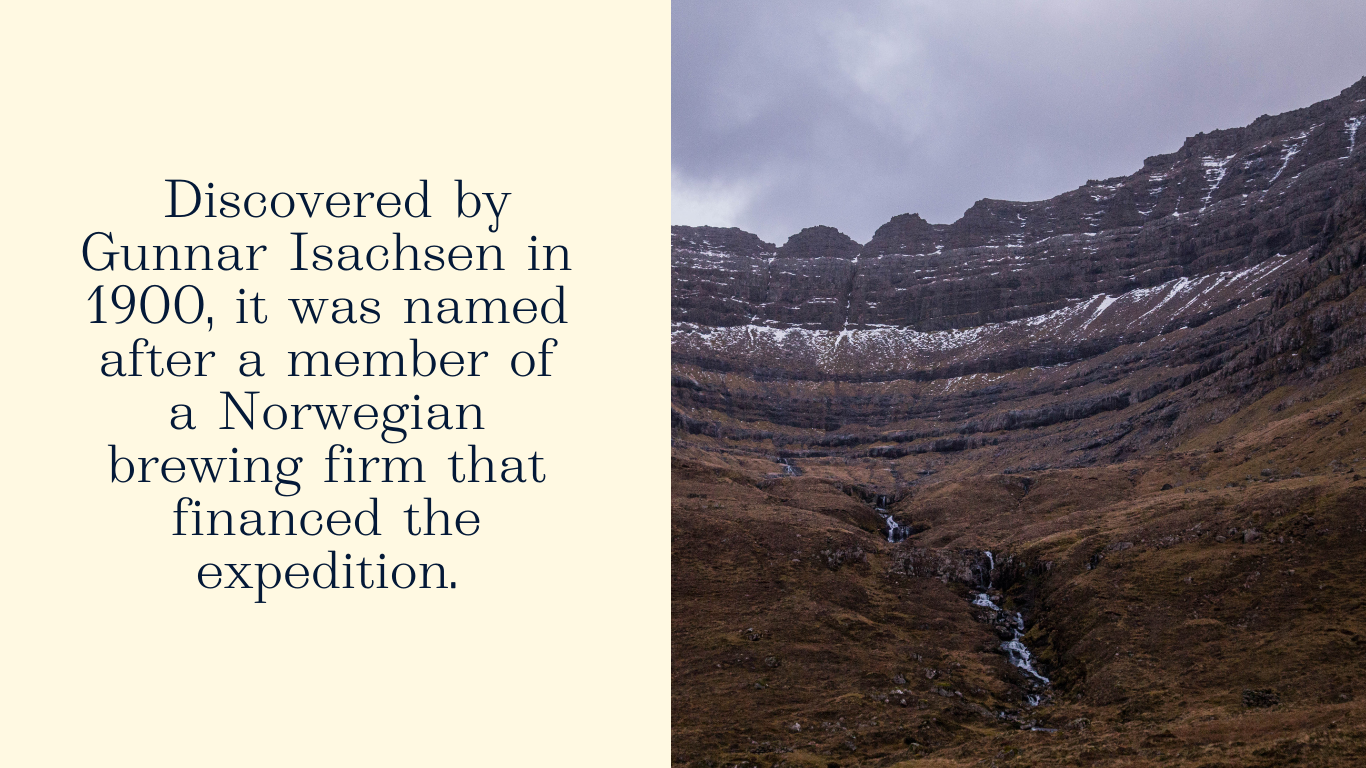 Discovered by
Gunnar Isachsen in
1900, it was named
after a member of
a Norwegian
brewing firm that
financed the
expedition.